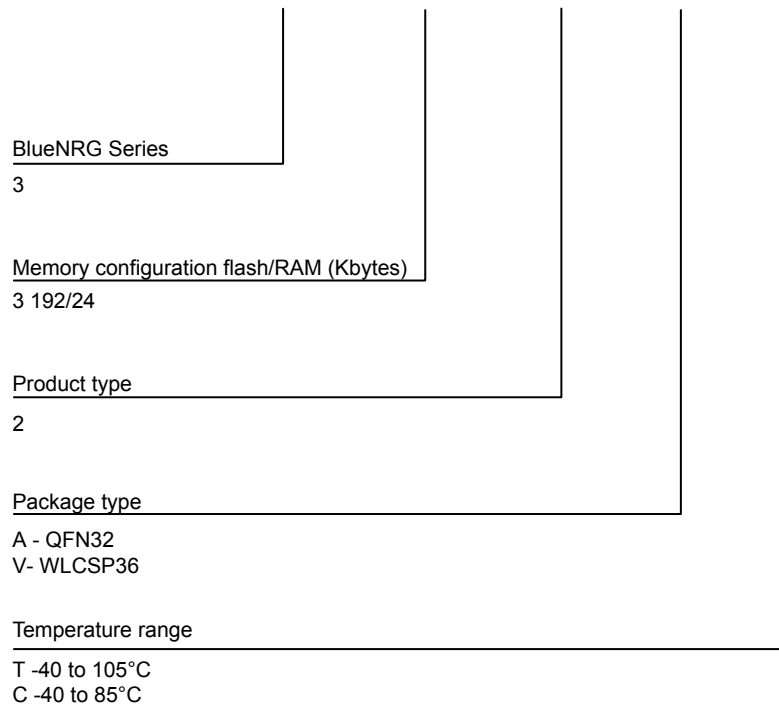 BlueNRG Series
3
Memory configuration flash/RAM (Kbytes)
3 192/24
Product type
2
Package type
A - QFN32
V- WLCSP36
Temperature range
T -40 to 105°C
C -40 to 85°C